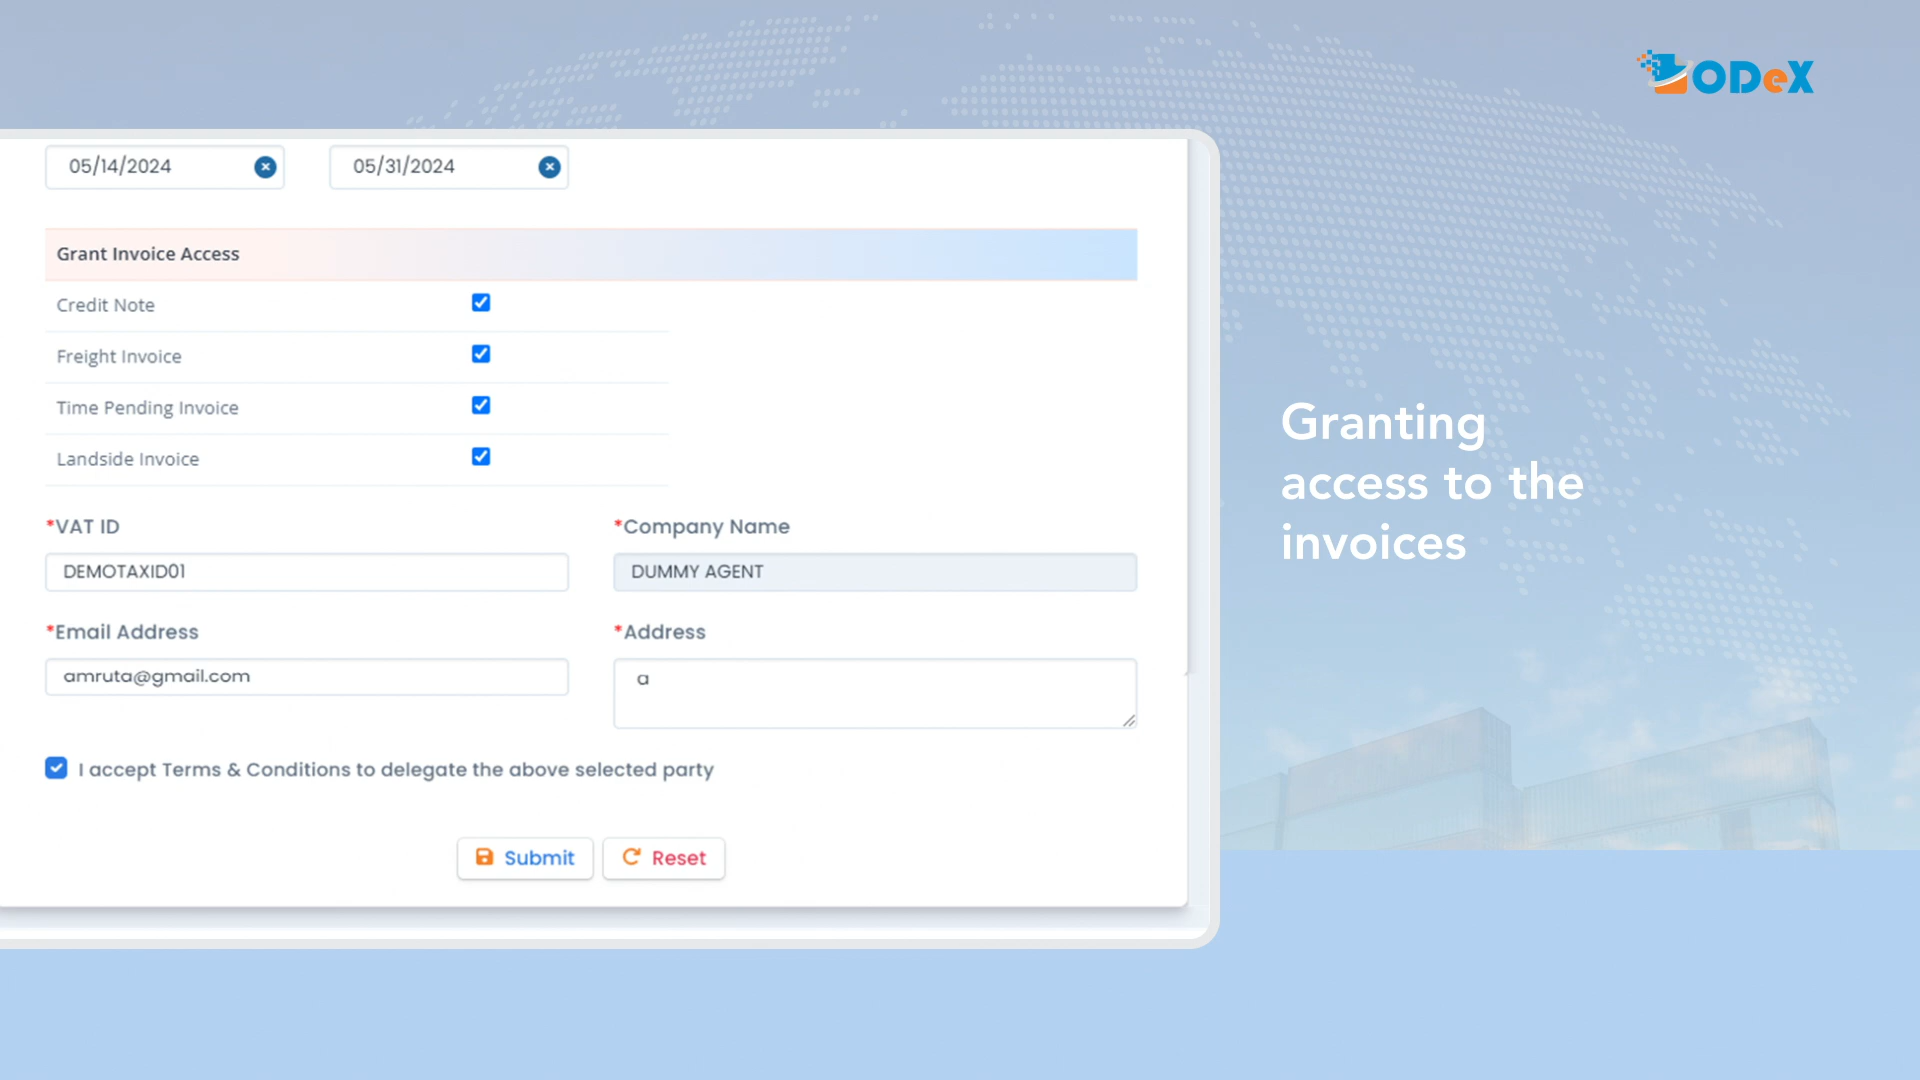 ODeX
05/14/2024 05/31/2024
Grant Invoice Access
Credit Note
Freight Invoice
Time Pending Invoice
Landside Invoice
*VAT ID *Company Name
DEMOTAXID01 DUMMY AGENT
*Email Address *Address
amruta@gmail.com a
I accept Terms & Conditions to delegate the above selected party
Submit Reset
Granting
access to the
invoices